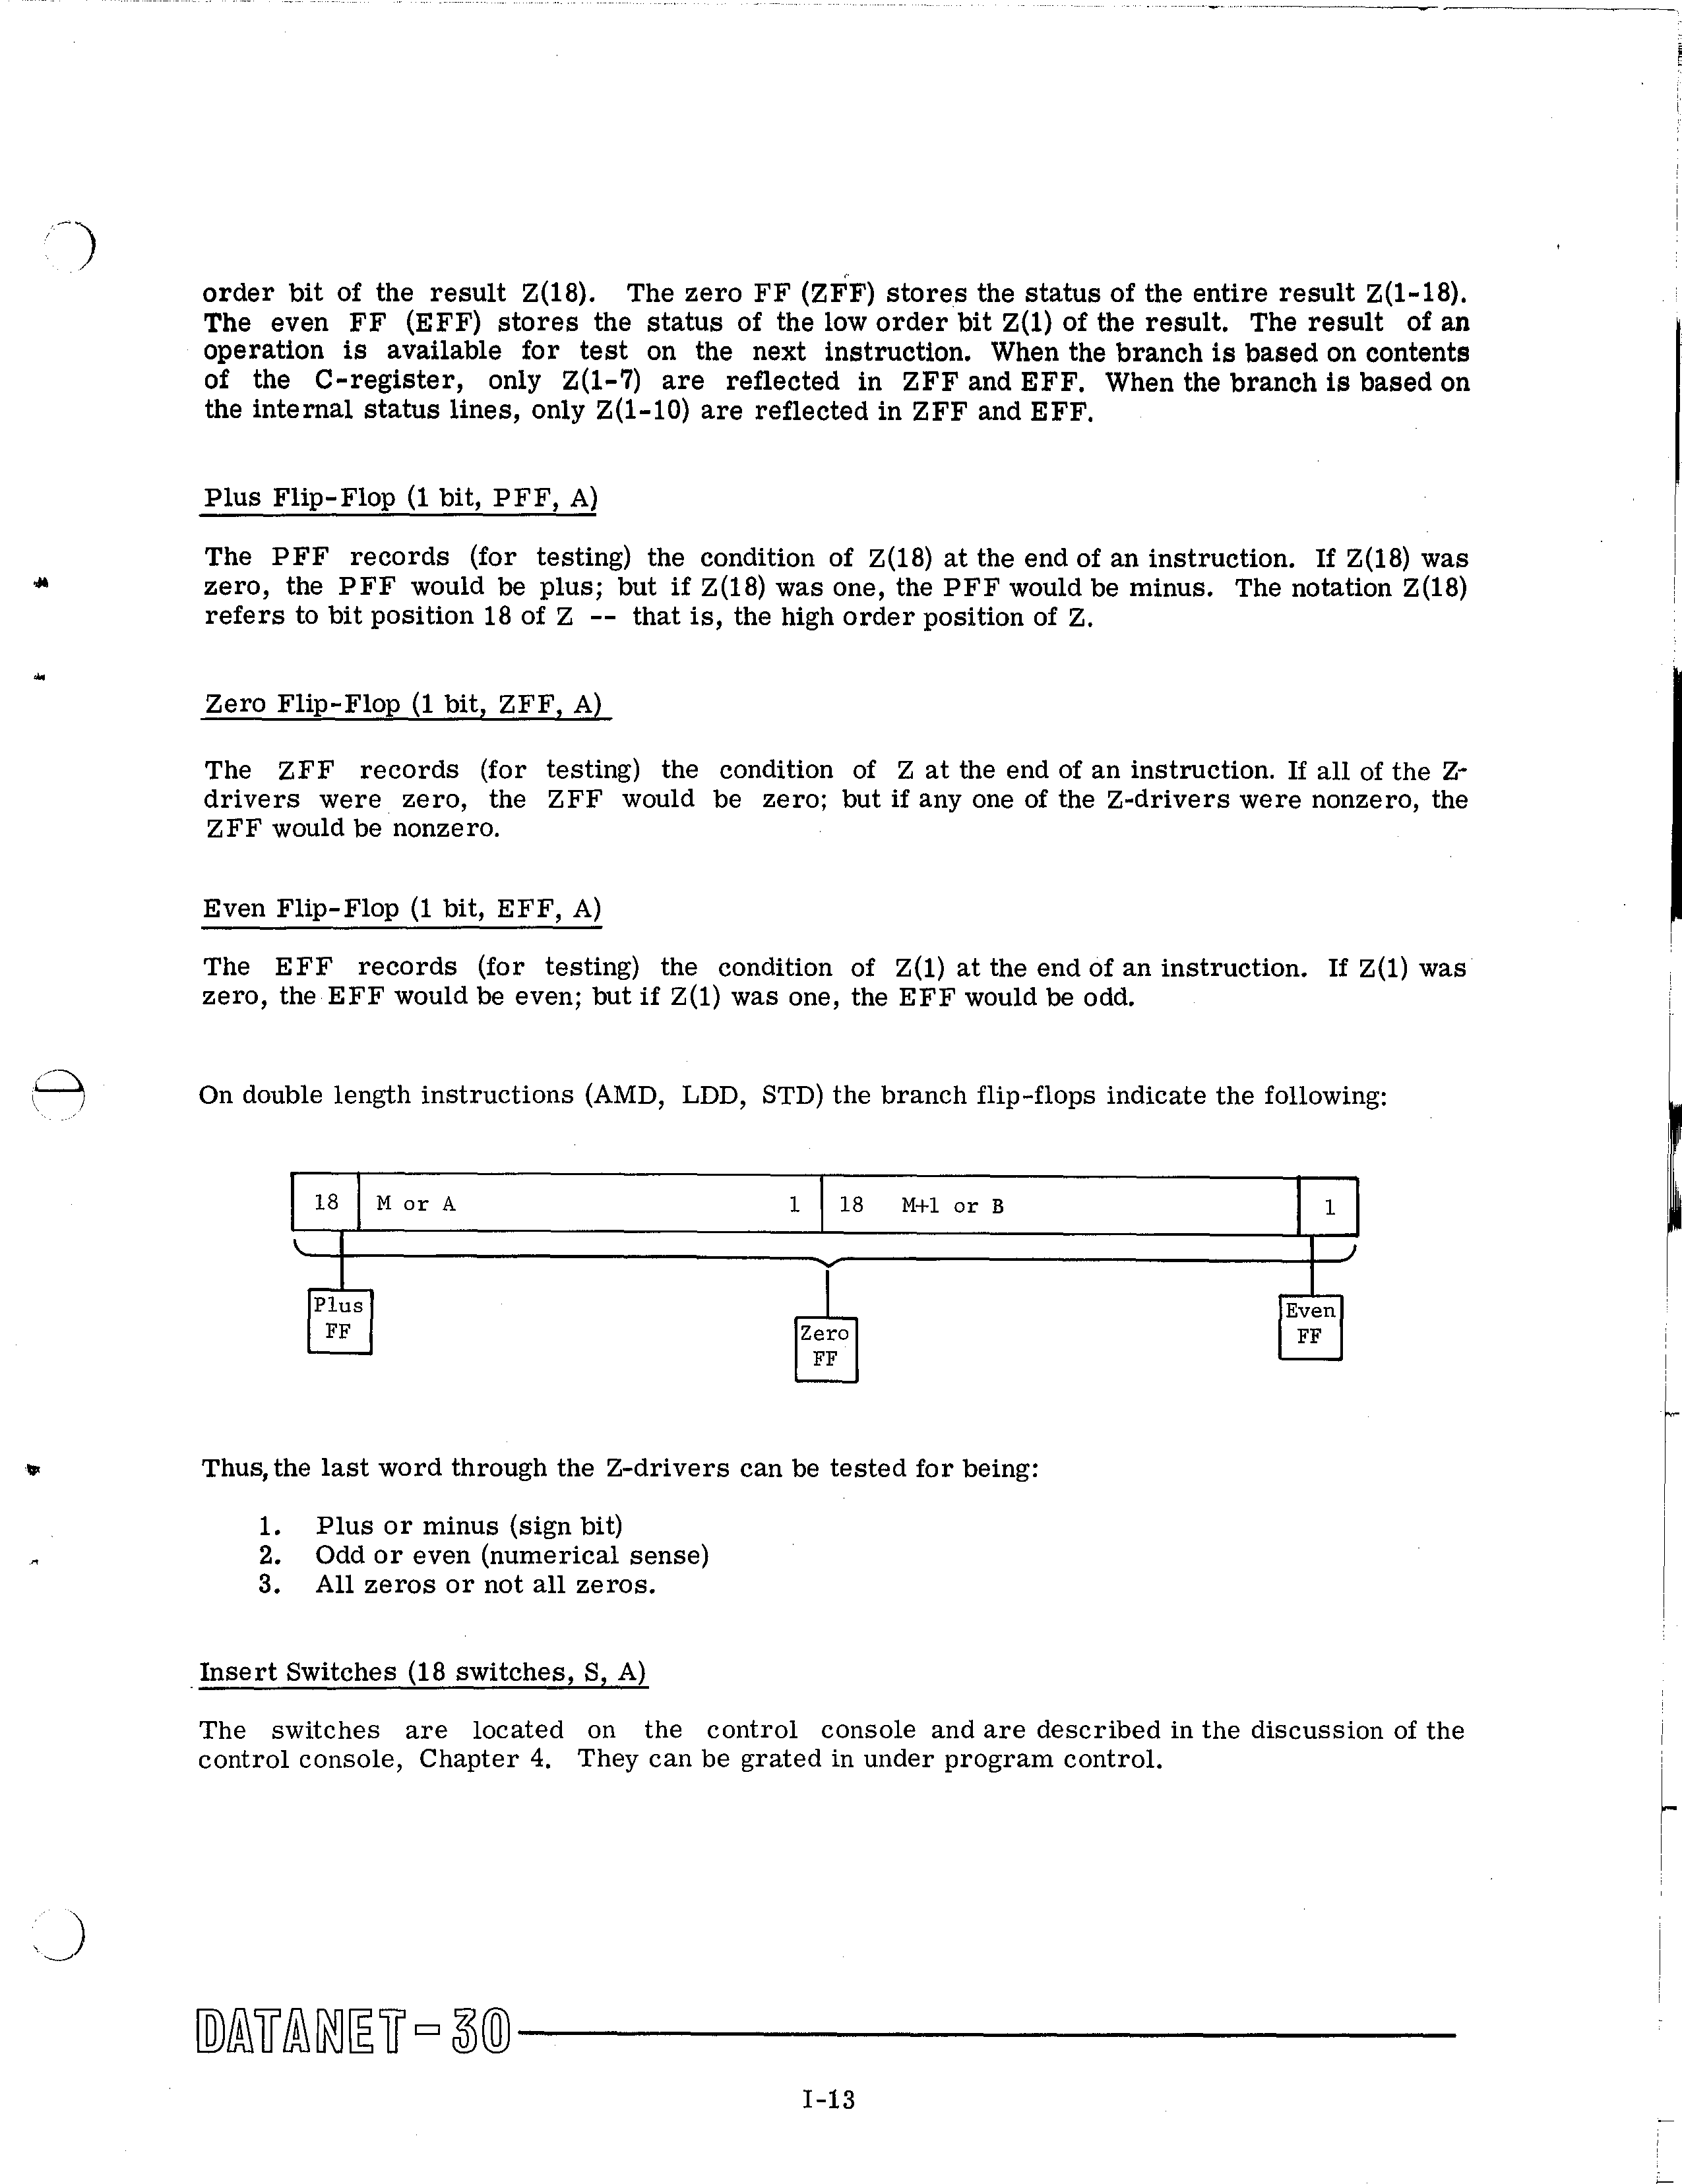 order bit of the result Z(18). The zero FF (ZFF) stores the status of the entire result Z(1-18).
The even FF (EFF) stores the status of the low order bit Z(1) of the result. The result of an
operation is available for test on the next instruction. When the branch is based on contents
of the C-register, only Z(1-7) are reflected in ZFF and EFF. When the branch is based on
the internal status lines, only Z(1-10) are reflected in ZFF and EFF.
Plus Flip-Flop (1 bit, PFF, A)
The PFF records (for testing) the condition of Z(18) at the end of an instruction. If Z(18) was
zero, the PFF would be plus; but if Z(18) was one, the PFF would be minus. The notation Z(18)
refers to bit position 18 of Z -- that is, the high order position of Z.
Zero Flip-Flop (1 bit, ZFF, A)
The ZFF records (for testing) the condition of Z at the end of an instruction. If all of the Z-
drivers were zero, the ZFF would be zero; but if any one of the Z-drivers were nonzero, the
ZFF would be nonzero.
Even Flip-Flop (1 bit, EFF, A)
The EFF records (for testing) the condition of Z(1) at the end of an instruction. If Z(1) was
zero, the EFF would be even; but if Z(1) was one, the EFF would be odd.
On double length instructions (AMD, LDD, STD) the branch flip-flops indicate the following:
18 M or A 1 18 M+1 or B 1
Plus
FF
Zero
FF
Even
FF
Thus, the last word through the Z-drivers can be tested for being:
1. Plus or minus (sign bit)
2. Odd or even (numerical sense)
3. All zeros or not all zeros.
Insert Switches (18 switches, S, A)
The switches are located on the control console and are described in the discussion of the
control console, Chapter 4. They can be grated in under program control.
DATANET-30
I-13